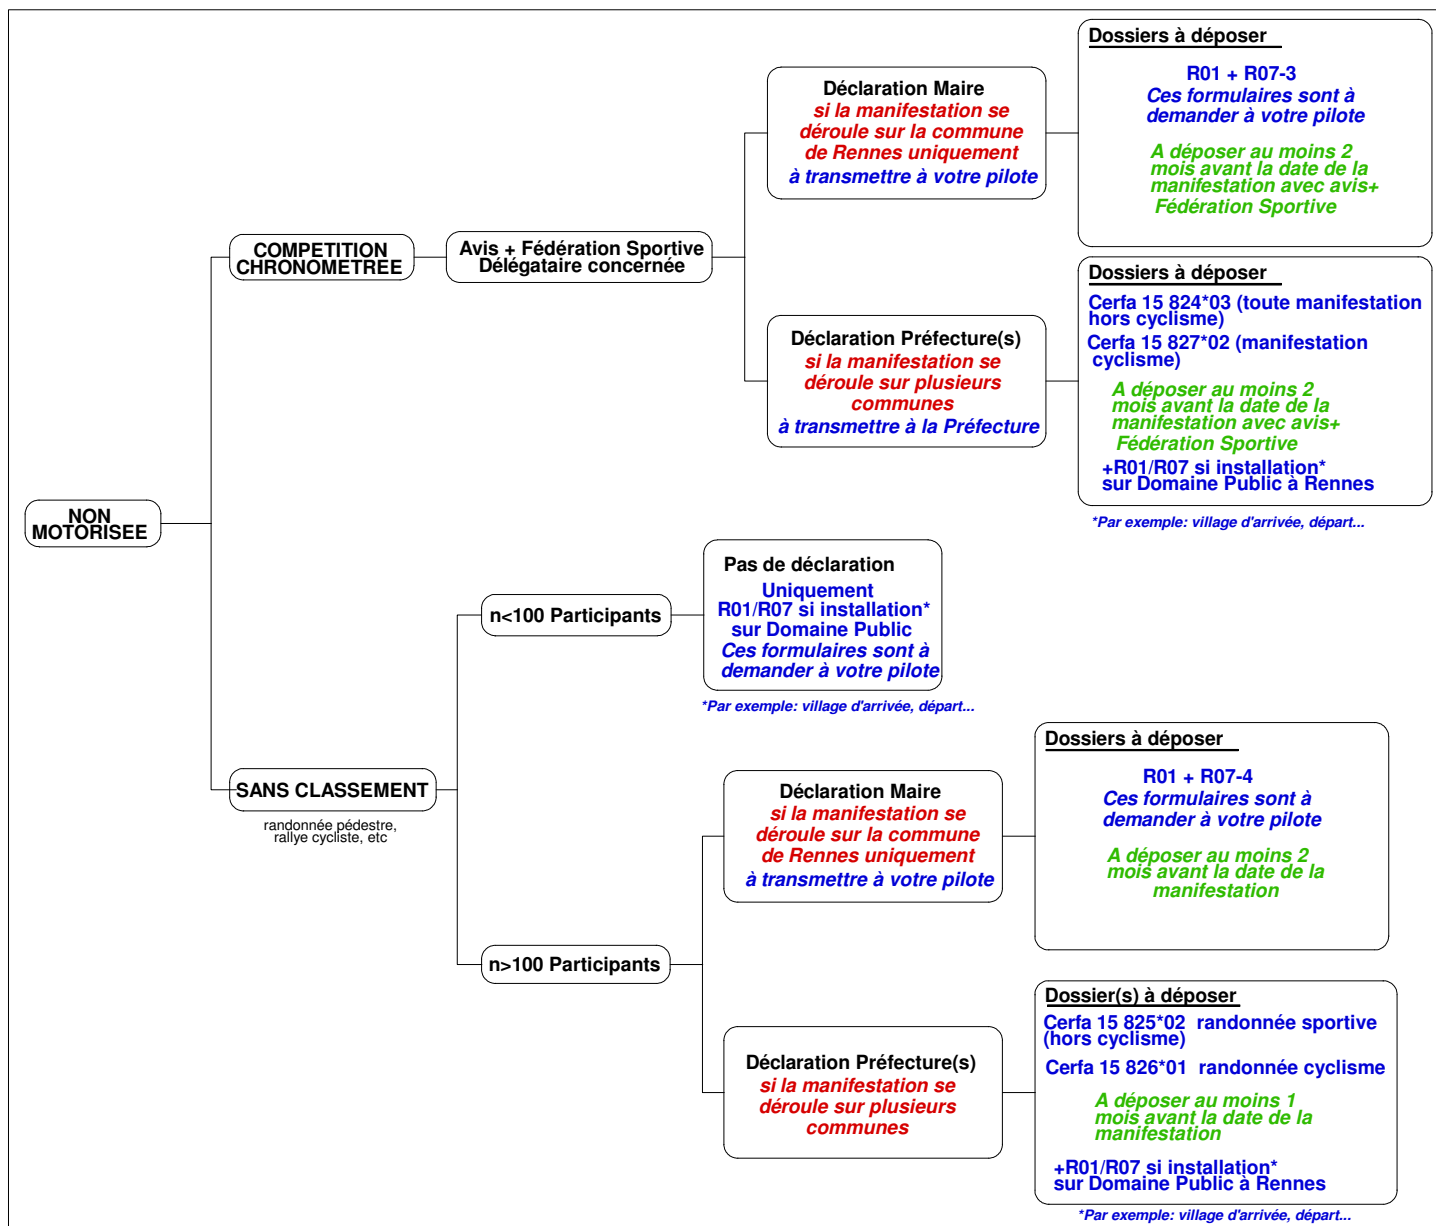 NON
MOTORISEE
COMPETITION
CHRONOMETREE
Avis + Fédération Sportive
Délégataire concernée
Déclaration Maire
si la manifestation se
déroule sur la commune
de Rennes uniquement
à transmettre à votre pilote
Dossiers à déposer
R01 + R07-3
Ces formulaires sont à
demander à votre pilote
A déposer au moins 2
mois avant la date de la
manifestation avec avis+
Fédération Sportive
Déclaration Préfecture(s)
si la manifestation se
déroule sur plusieurs
communes
à transmettre à la Préfecture
Dossiers à déposer
Cerfa 15 824*03 (toute manifestation
hors cyclisme)
Cerfa 15 827*02 (manifestation
cyclisme)
A déposer au moins 2
mois avant la date de la
manifestation avec avis+
Fédération Sportive
+R01/R07 si installation*
sur Domaine Public à Rennes
*Par exemple: village d'arrivée, départ...
SANS CLASSEMENT
randonnée pédestre,
rallye cycliste, etc
n<100 Participants
Pas de déclaration
Uniquement
R01/R07 si installation*
sur Domaine Public
Ces formulaires sont à
demander à votre pilote
*Par exemple: village d'arrivée, départ...
n>100 Participants
Déclaration Maire
si la manifestation se
déroule sur la commune
de Rennes uniquement
à transmettre à votre pilote
Dossiers à déposer
R01 + R07-4
Ces formulaires sont à
demander à votre pilote
A déposer au moins 2
mois avant la date de la
manifestation
Déclaration Préfecture(s)
si la manifestation se
déroule sur plusieurs
communes
Dossier(s) à déposer
Cerfa 15 825*02 randonnée sportive
(hors cyclisme)
Cerfa 15 826*01 randonnée cyclisme
A déposer au moins 1
mois avant la date de la
manifestation
+R01/R07 si installation*
sur Domaine Public à Rennes
*Par exemple: village d'arrivée, départ...